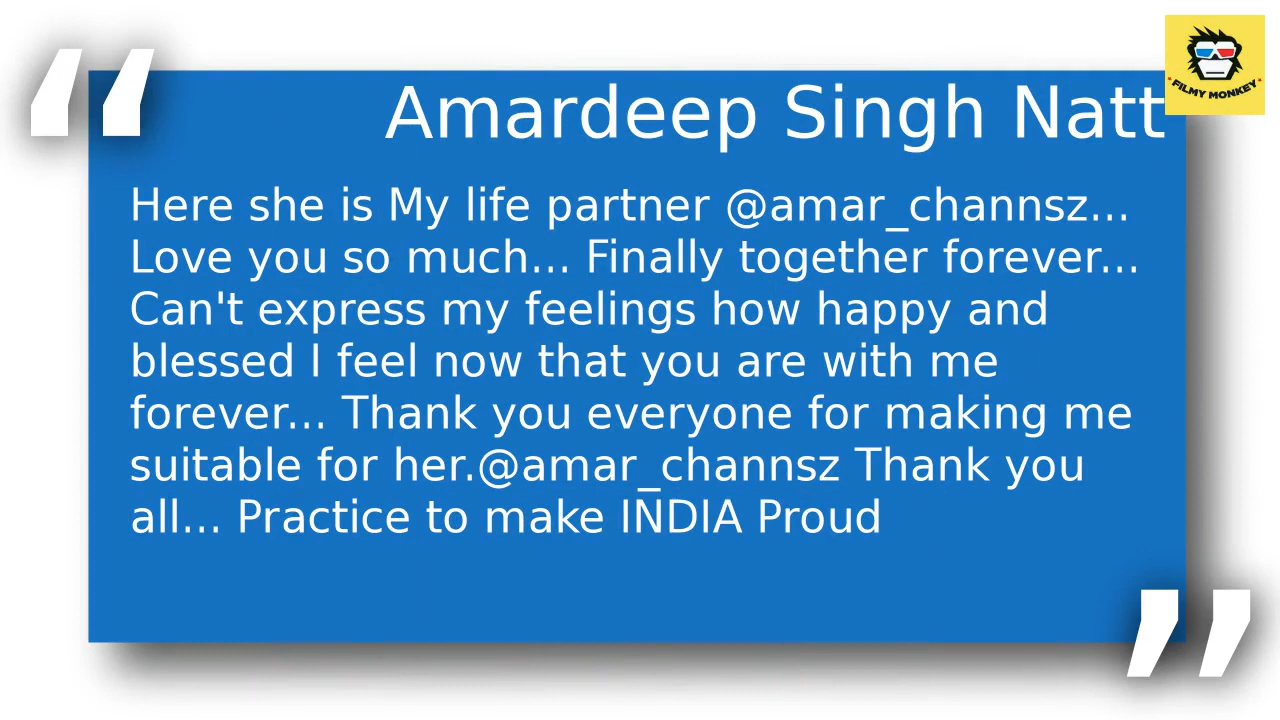 “
FILMY MONKEY
Amardeep Singh Natt
Here she is My life partner @amar_channsz...
Love you so much... Finally together forever...
Can't express my feelings how happy and
blessed I feel now that you are with me
forever... Thank you everyone for making me
suitable for her.@amar_channsz Thank you
all... Practice to make INDIA Proud
”